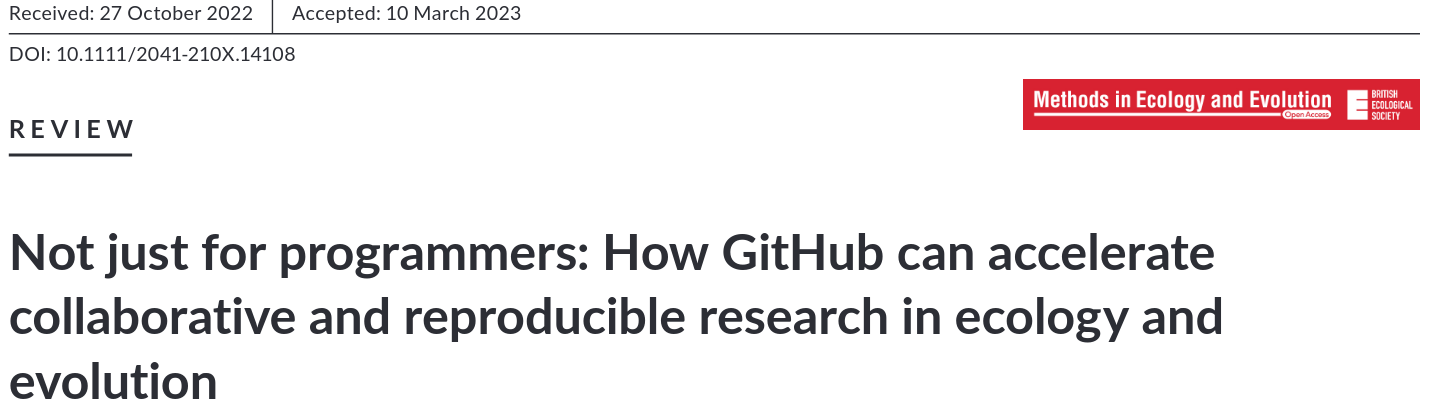 Received: 27 October 2022 | Accepted: 10 March 2023
DOI: 10.1111/2041-210X.14108
Methods in Ecology and Evolution
Open Access
BRITISH
ECOLOGICAL
SOCIETY
REVIEW
Not just for programmers: How GitHub can accelerate
collaborative and reproducible research in ecology and
evolution